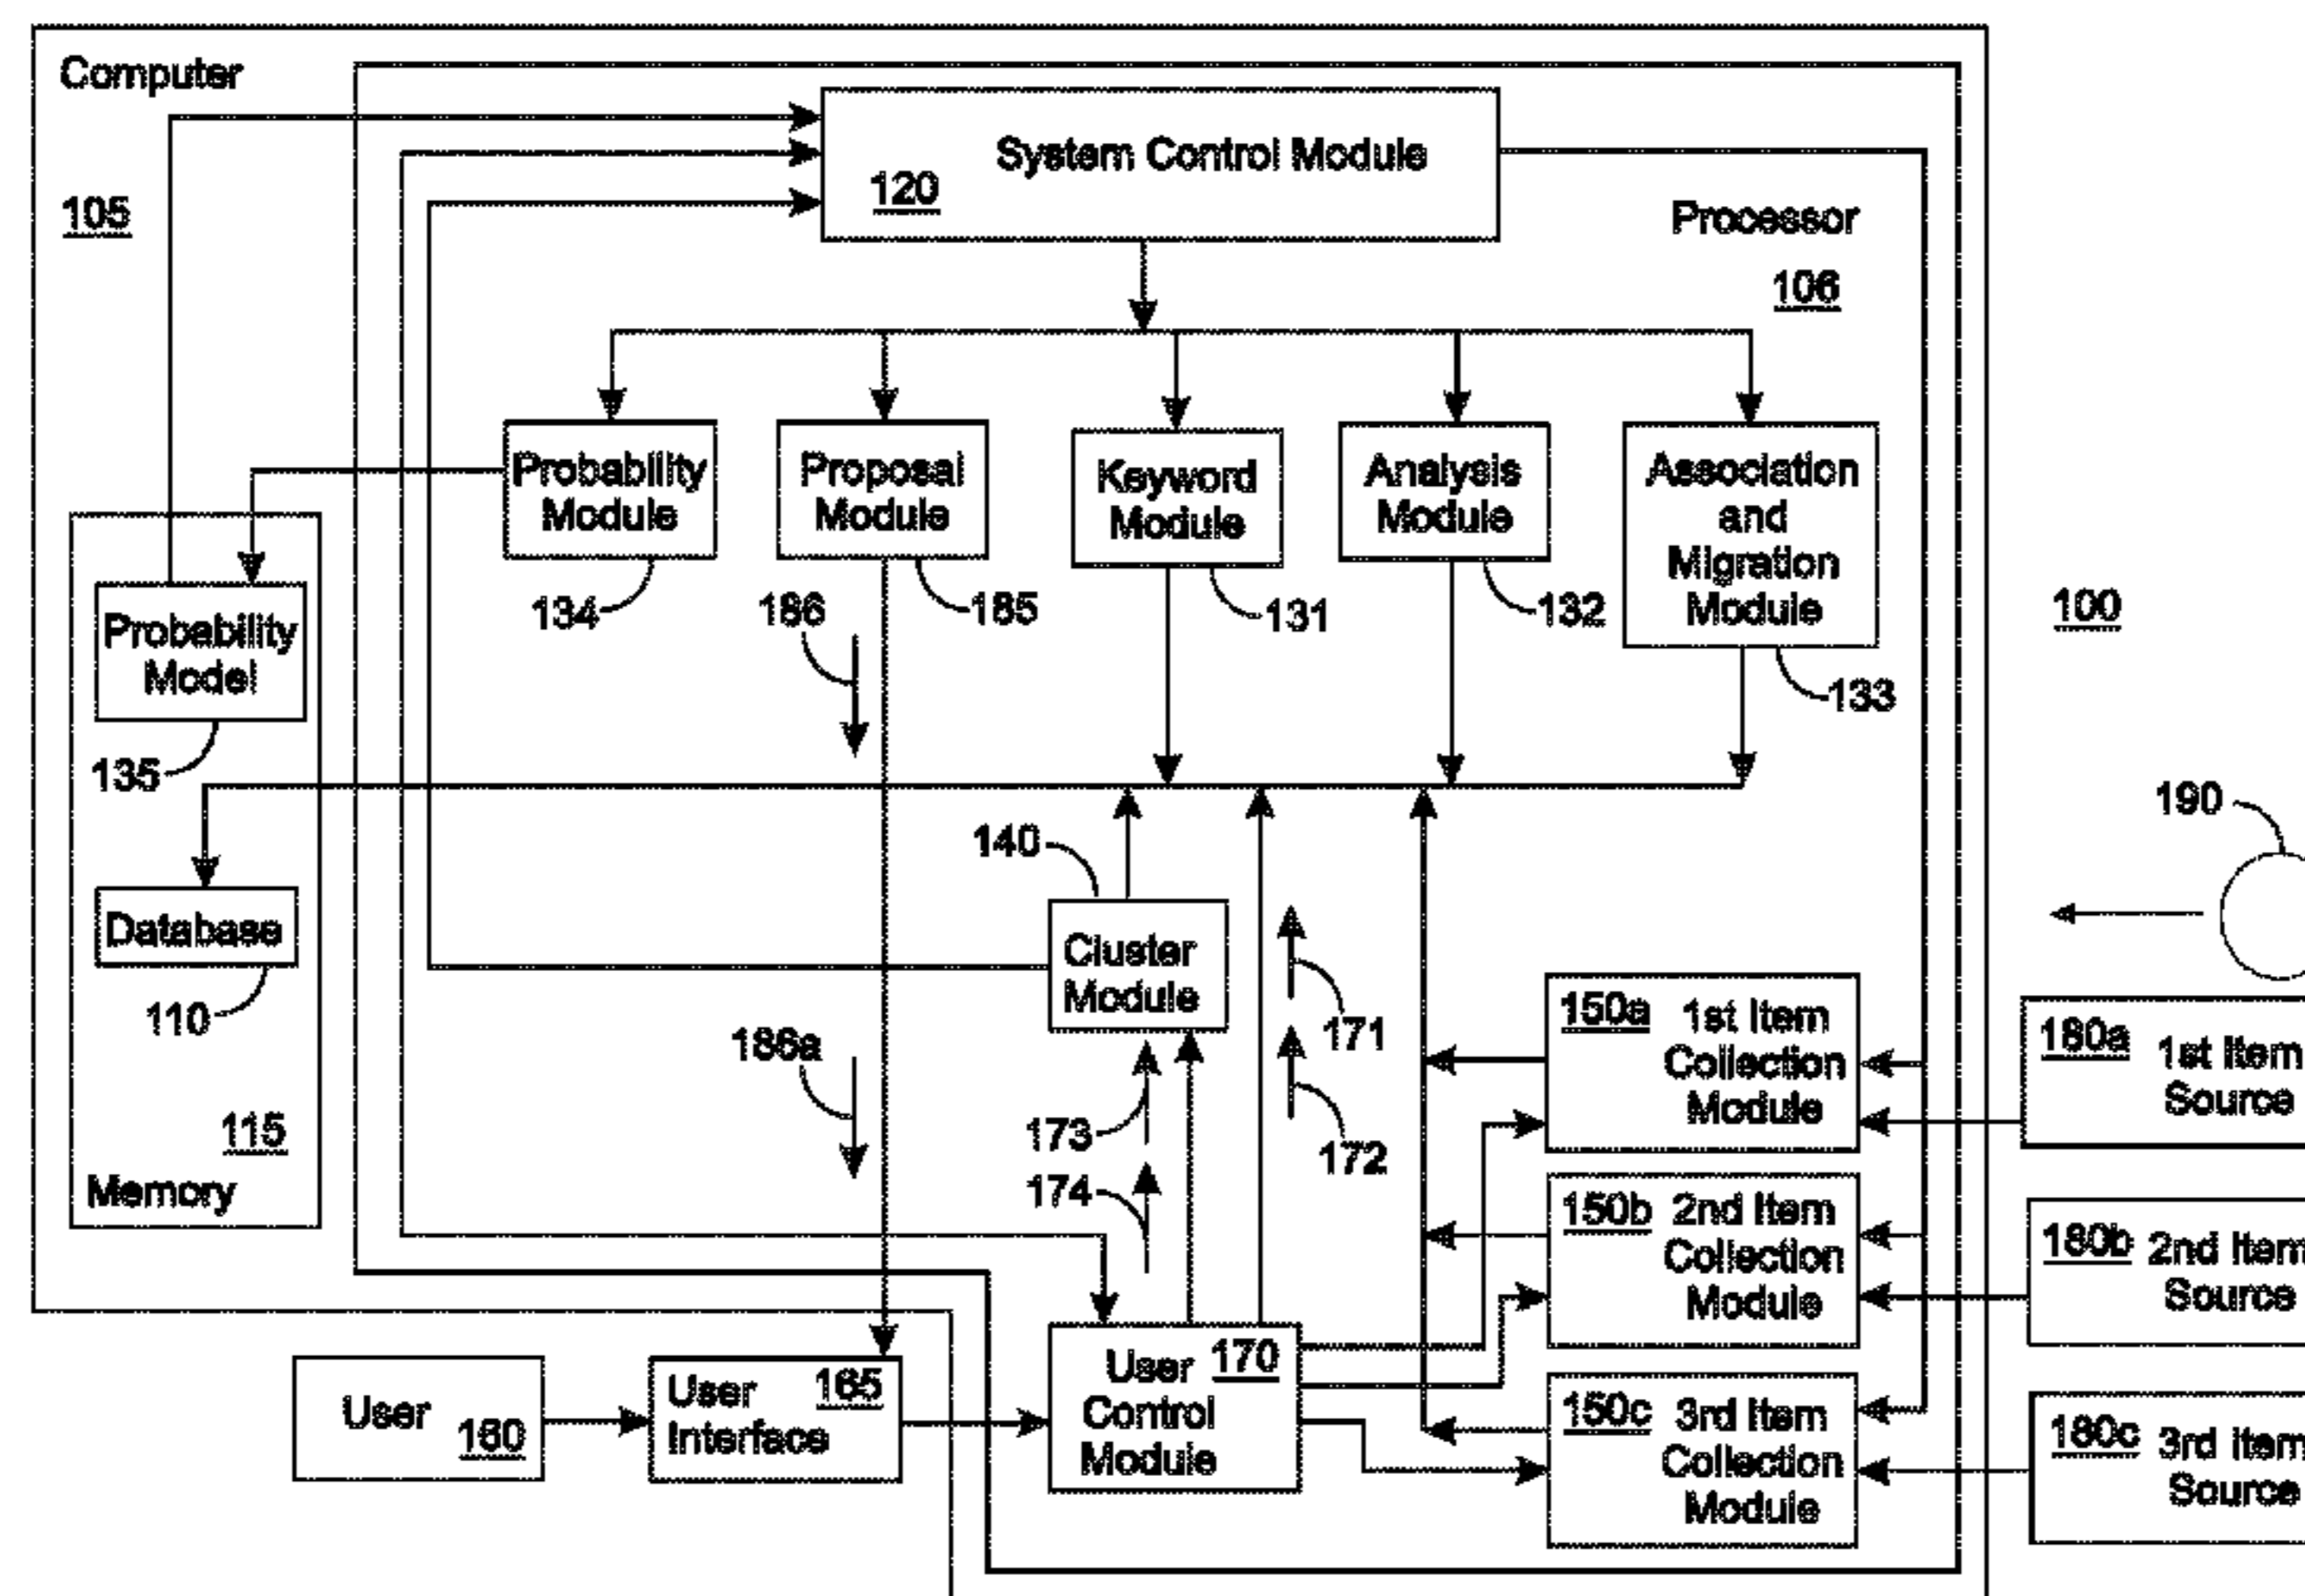 Computer
105
System Control Module
120
Processor
106
Probability
Module
134
Proposal
Module
185
186
Keyword
Module
131
Analysis
Module
132
Association
and
Migration
Module
133
100
Probability
Model
135
190
140
Database
110
Cluster
Module
171
172
186a
173
174
115
Memory
150a 1st Item
Collection
Module
180a 1st Item
Source
150b 2nd Item
Collection
Module
180b 2nd Item
Source
150c 3rd Item
Collection
Module
180c 3rd Item
Source
User
160
User 165
Interface
User 170
Control
Module